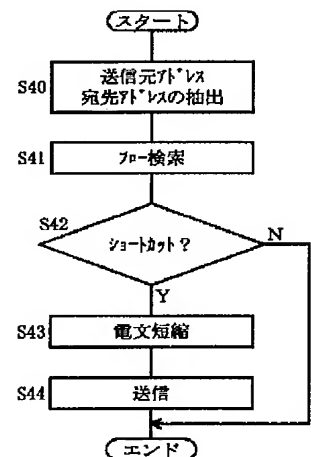 スタート
S40
送信元ｱﾄﾞﾚｽ
宛先ｱﾄﾞﾚｽの抽出
S41
ﾌﾛｰ検索
S42
ｼｮｰﾄｶｯﾄ？
N
Y
S43
電文短縮
S44
送信
エンド